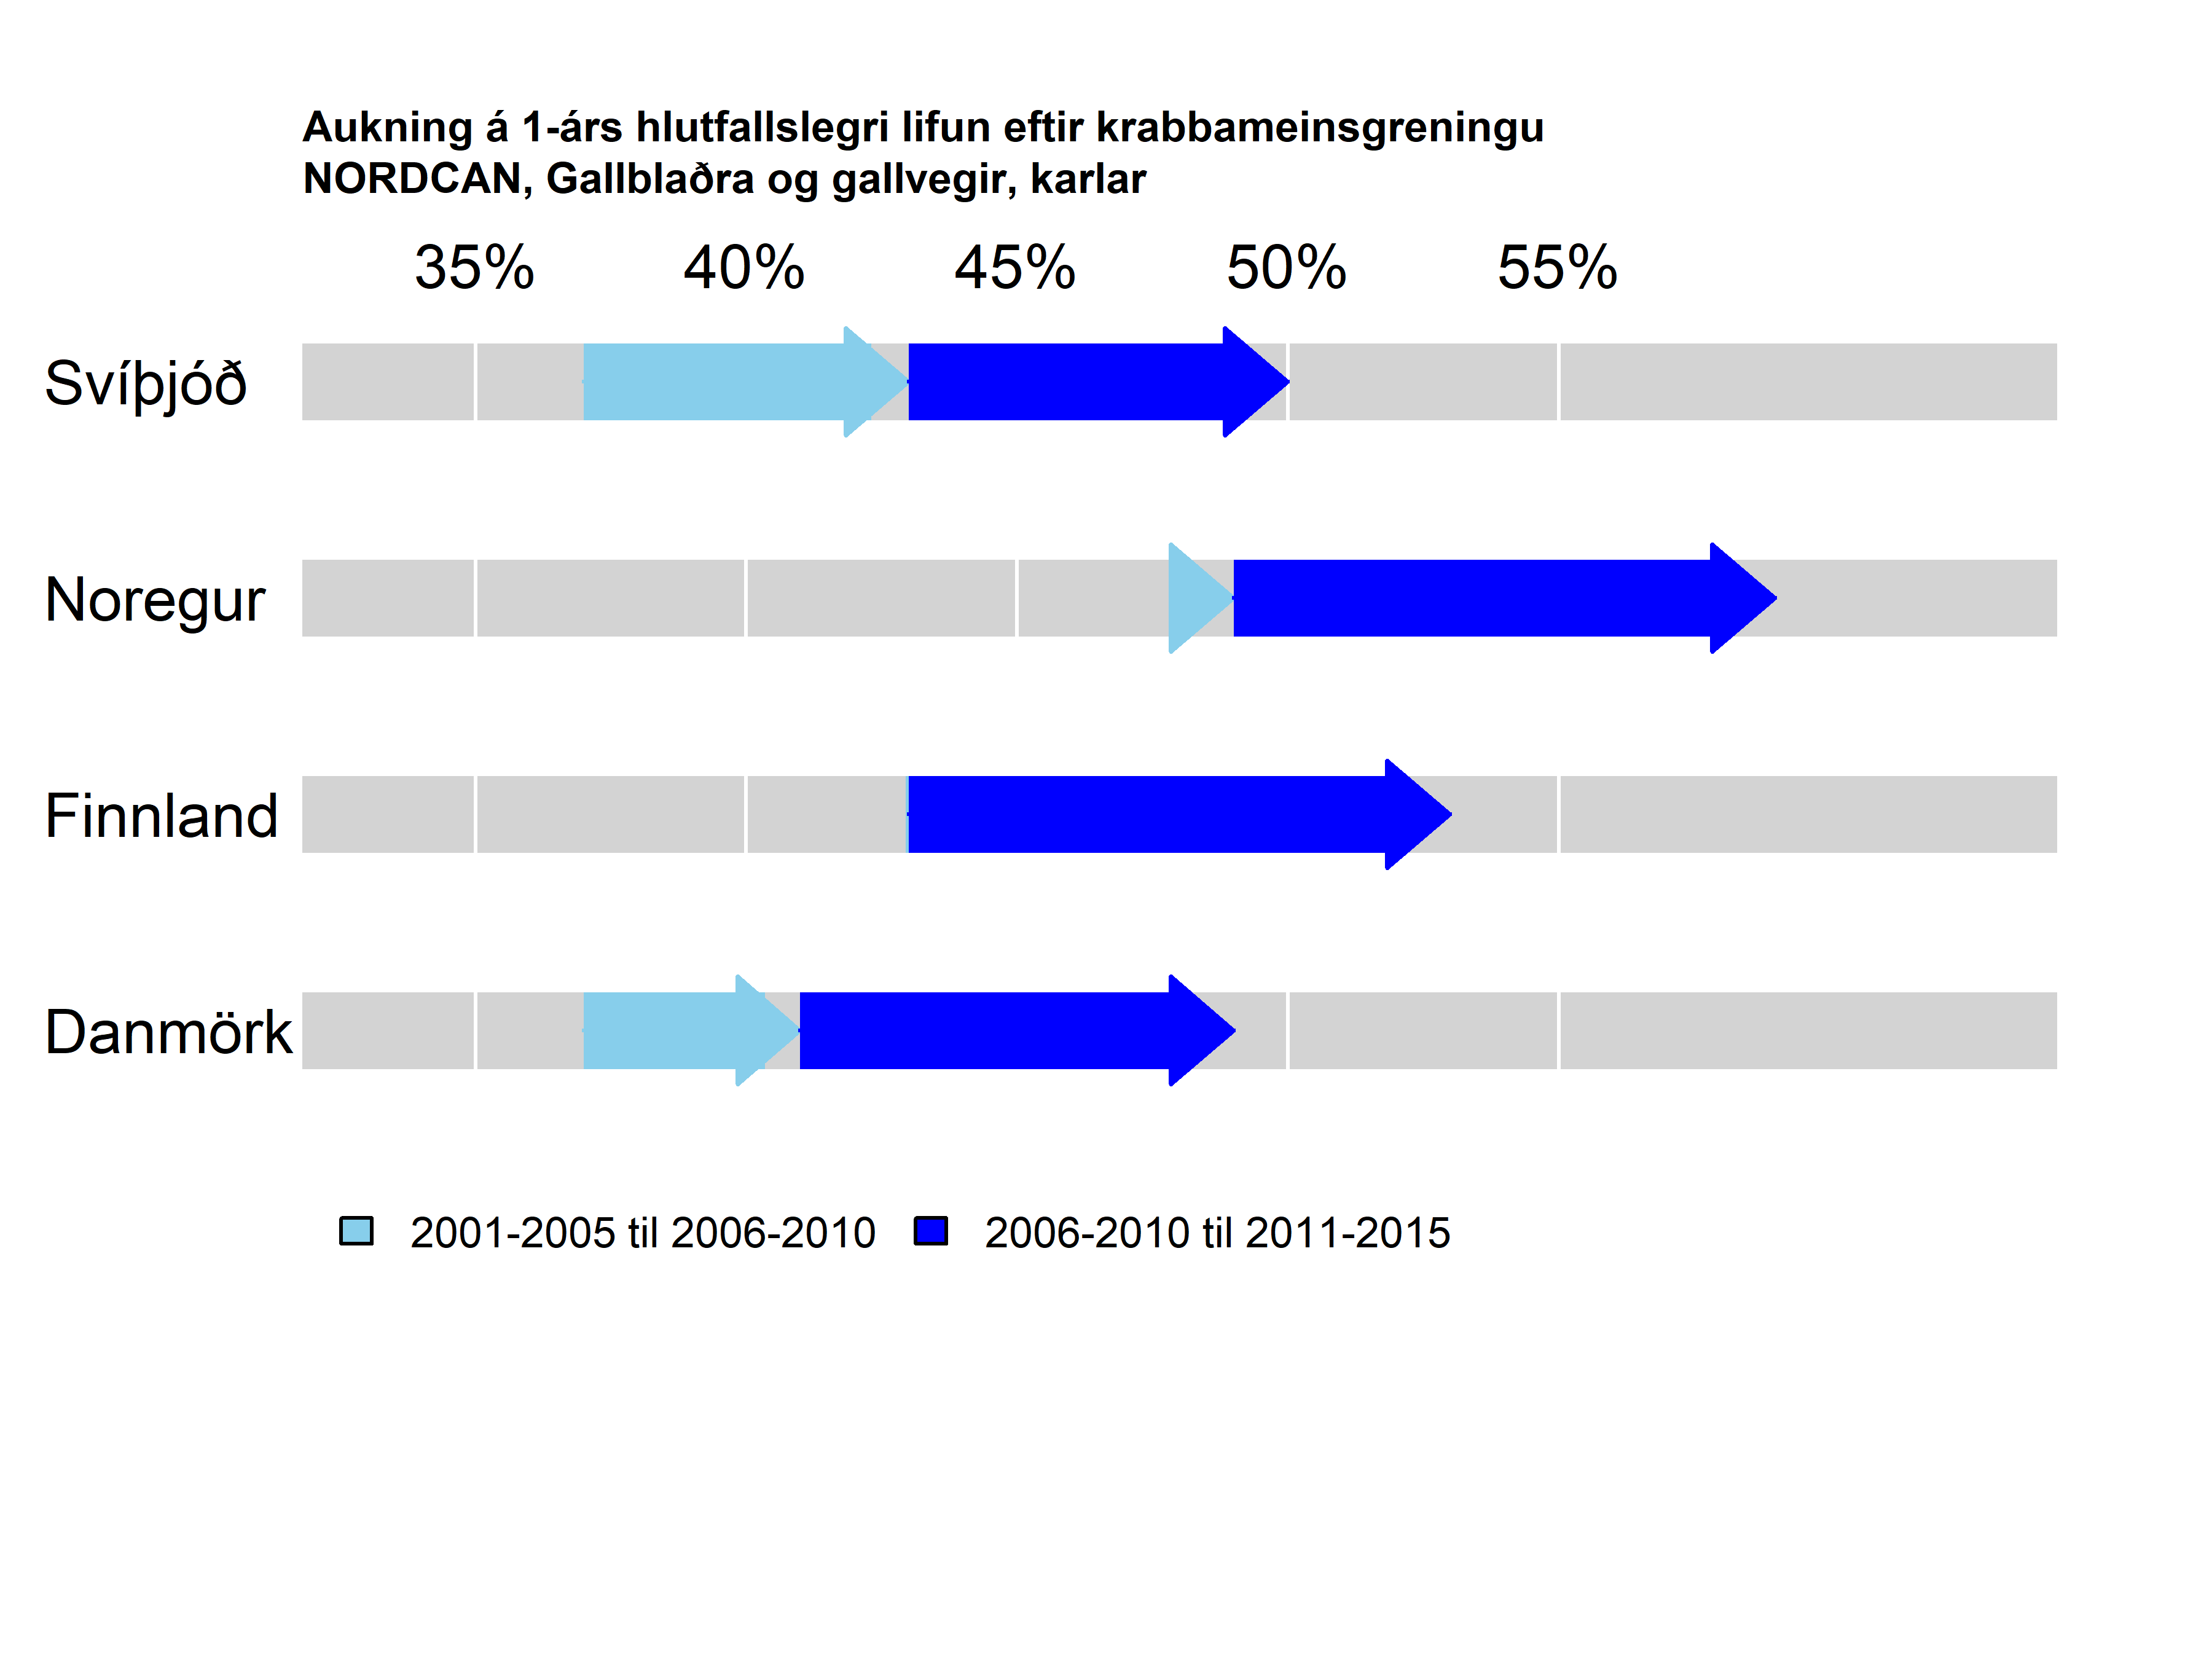 Aukning á 1-árs hlutfallslegri lifun eftir krabbameinsgreningu
NORDCAN, Gallblaðra og gallvegir, karlar
35% 40% 45% 50% 55%
Svíþjóð
Noregur
Finnland
Danmörk
2001-2005 til 2006-2010 2006-2010 til 2011-2015